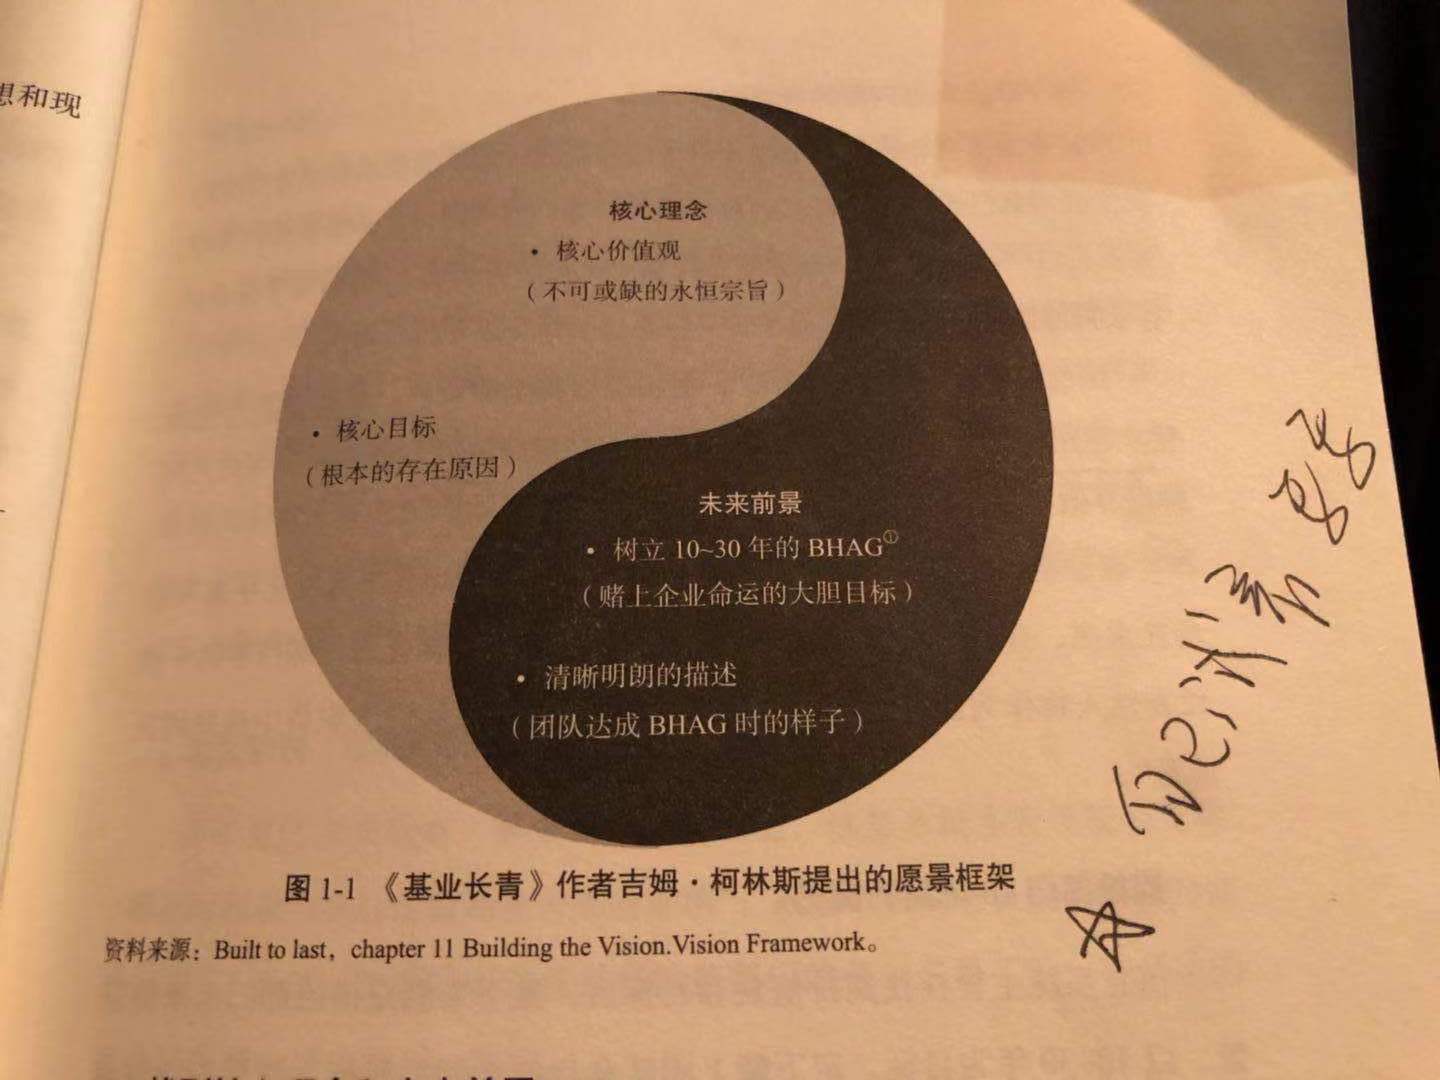 想和现
核心理念
· 核心价值观
（不可或缺的永恒宗旨）
· 核心目标
（根本的存在原因）
未来前景
· 树立 10~30 年的 BHAG①
（赌上企业命运的大胆目标）
· 清晰明朗的描述
（团队达成 BHAG 时的样子）
图 1-1 《基业长青》作者吉姆·柯林斯提出的愿景框架
资料来源：Built to last，chapter 11 Building the Vision.Vision Framework。
自己